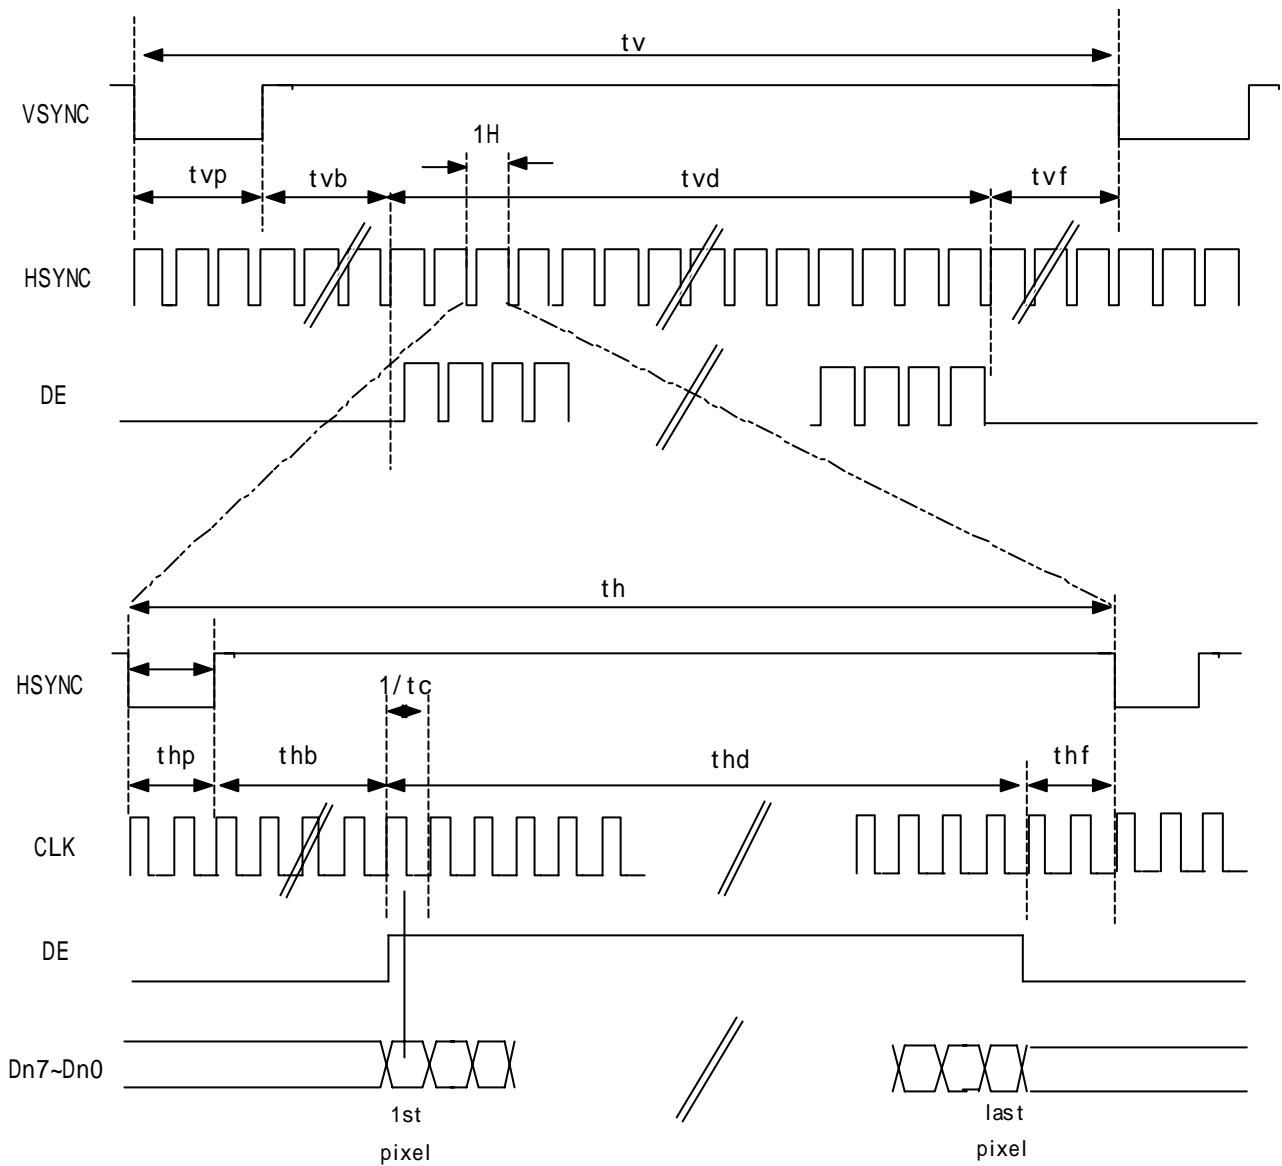 tv
VSYNC
1H
tvp
tvb
tvd
tvf
HSYNC
DE
th
HSYNC
1/tc
thp
thb
thd
thf
CLK
DE
Dn7~Dn0
1st
pixel
last
pixel